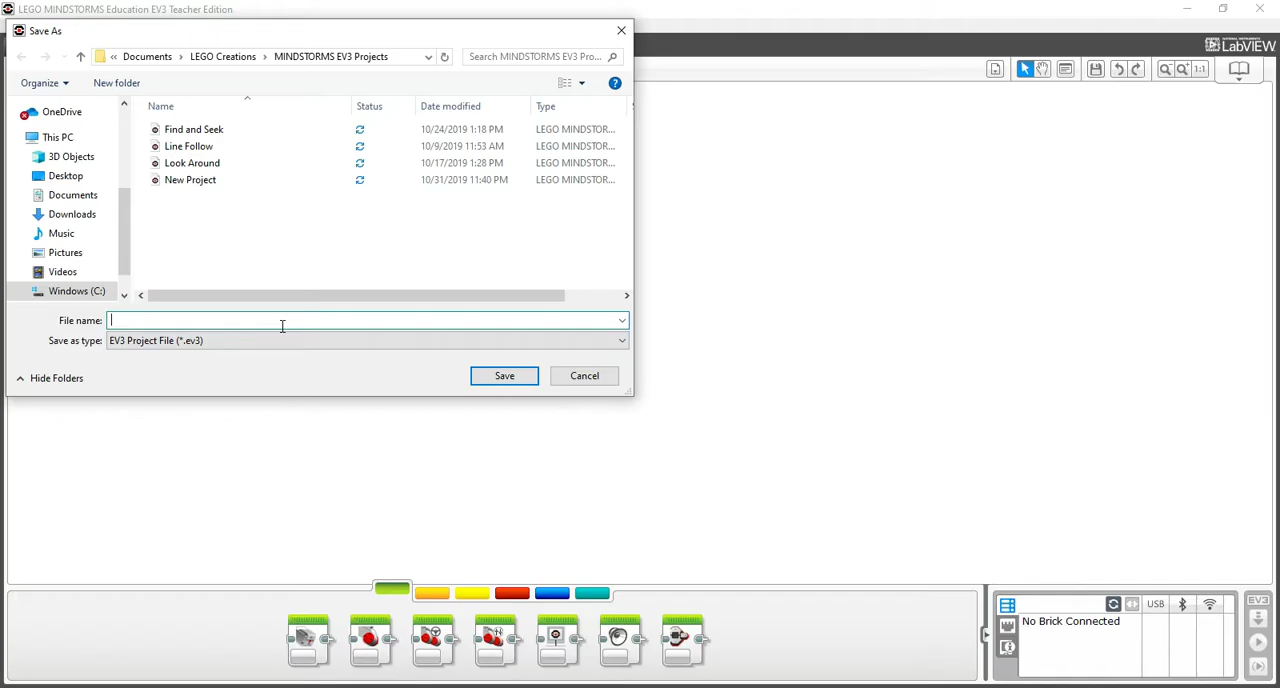 LEGO MINDSTORMS Education EV3 Teacher Edition
Save As
LabVIEW
« Documents › LEGO Creations › MINDSTORMS EV3 Projects
Search MINDSTORMS EV3 Pro...
1:1
Organize
New folder
Name
Status
Date modified
Type
OneDrive
This PC
3D Objects
Desktop
Documents
Downloads
Music
Pictures
Videos
Windows (C:)
Find and Seek 10/24/2019 1:18 PM LEGO MINDSTOR...
Line Follow 10/9/2019 11:53 AM LEGO MINDSTOR...
Look Around 10/17/2019 1:28 PM LEGO MINDSTOR...
New Project 10/31/2019 11:40 PM LEGO MINDSTOR...
File name:
Save as type: EV3 Project File (*.ev3)
Hide Folders
Save
Cancel
USB
EV3
No Brick Connected